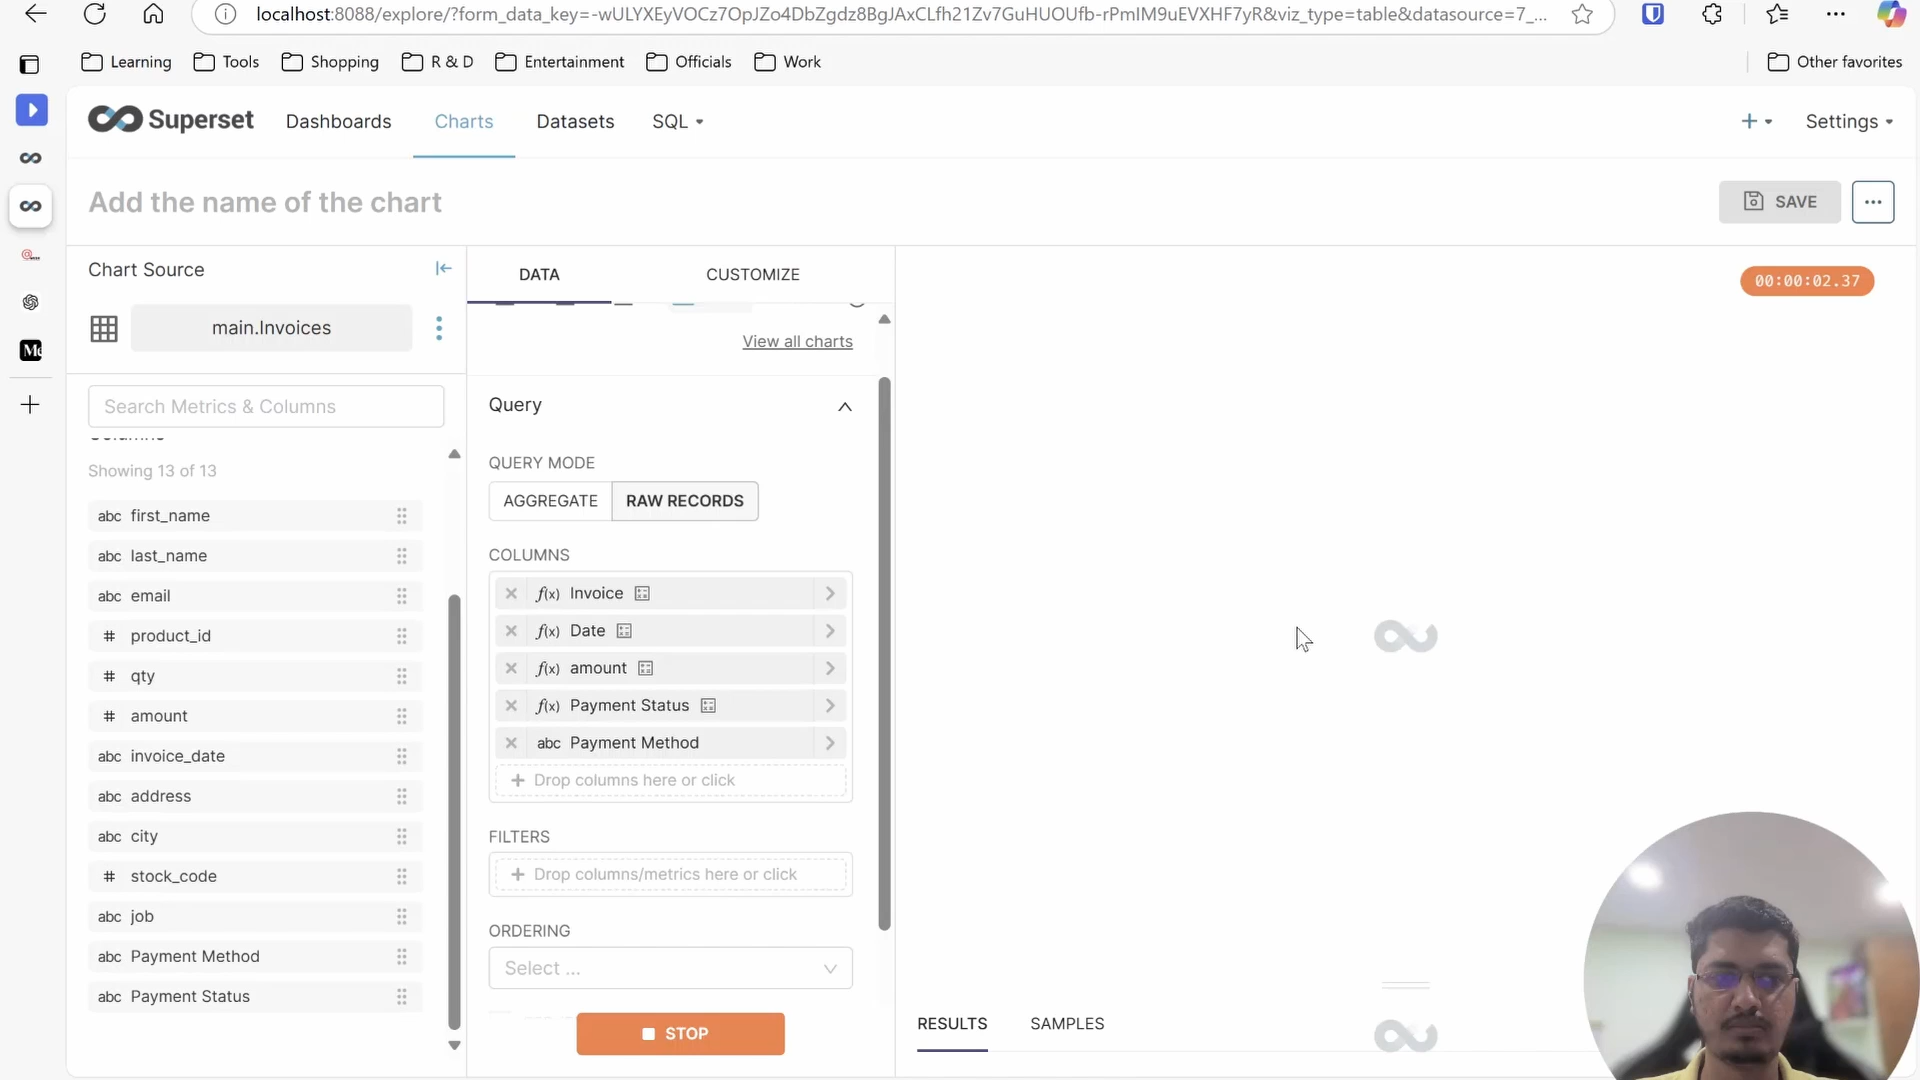 localhost:8088/explore/?form_data_key=-wULYXEyVOCz7OpJZo4DbZgdz8BgJAxCLfh21Zv7GuHUOUfb-rPmIM9uEVXHF7yR&viz_type=table&datasource=7_...
Learning
Tools
Shopping
R & D
Entertainment
Officials
Work
Other favorites
Superset
Dashboards
Charts
Datasets
SQL
Settings
Add the name of the chart
SAVE
Chart Source
DATA
CUSTOMIZE
00:00:02.37
main.Invoices
View all charts
Search Metrics & Columns
Query
Columns
Showing 13 of 13
QUERY MODE
AGGREGATE
RAW RECORDS
abc first_name
abc last_name
abc email
# product_id
# qty
# amount
abc invoice_date
abc address
abc city
# stock_code
abc job
abc Payment Method
abc Payment Status
COLUMNS
f(x) Invoice
f(x) Date
f(x) amount
f(x) Payment Status
abc Payment Method
+ Drop columns here or click
FILTERS
+ Drop columns/metrics here or click
ORDERING
Select ...
STOP
RESULTS
SAMPLES